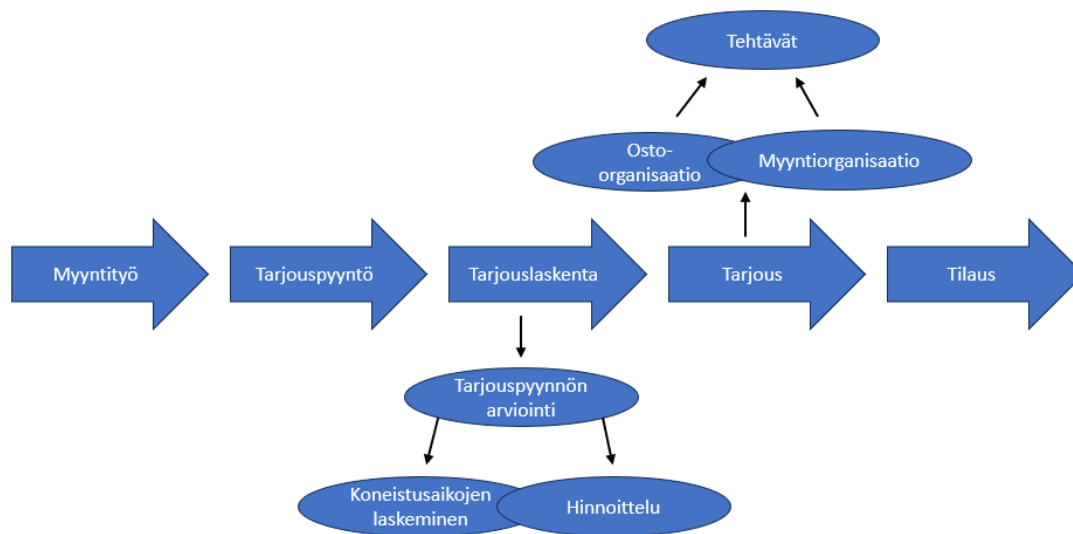 Tehtävät
Osto-
organisaatio
Myyntiorganisaatio
Myyntityö
Tarjouspyyntö
Tarjouslaskenta
Tarjous
Tilaus
Tarjouspyynnön
arviointi
Koneistusaikojen
laskeminen
Hinnoittelu